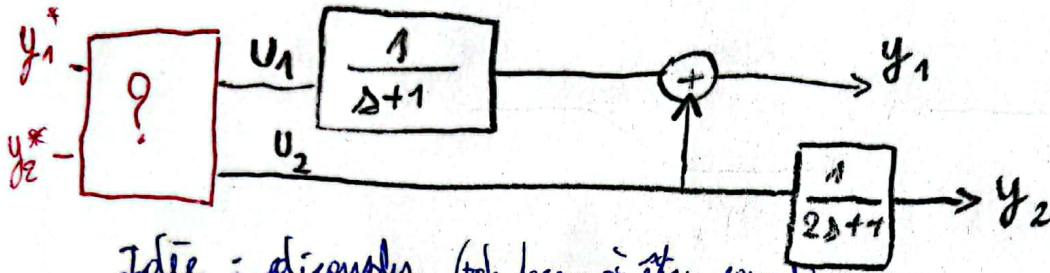 y₁*
y₂*
?
U₁
U₂
1
s+1
+
y₁
1
2s+1
y₂
Idée :